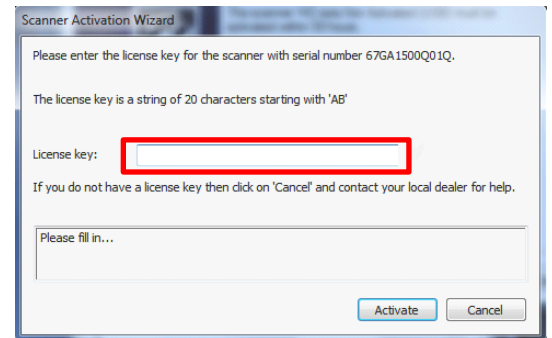 Scanner Activation Wizard
Please enter the license key for the scanner with serial number 67GA1500Q01Q.
The license key is a string of 20 characters starting with 'AB'
License key:
If you do not have a license key then click on 'Cancel' and contact your local dealer for help.
Please fill in...
Activate
Cancel